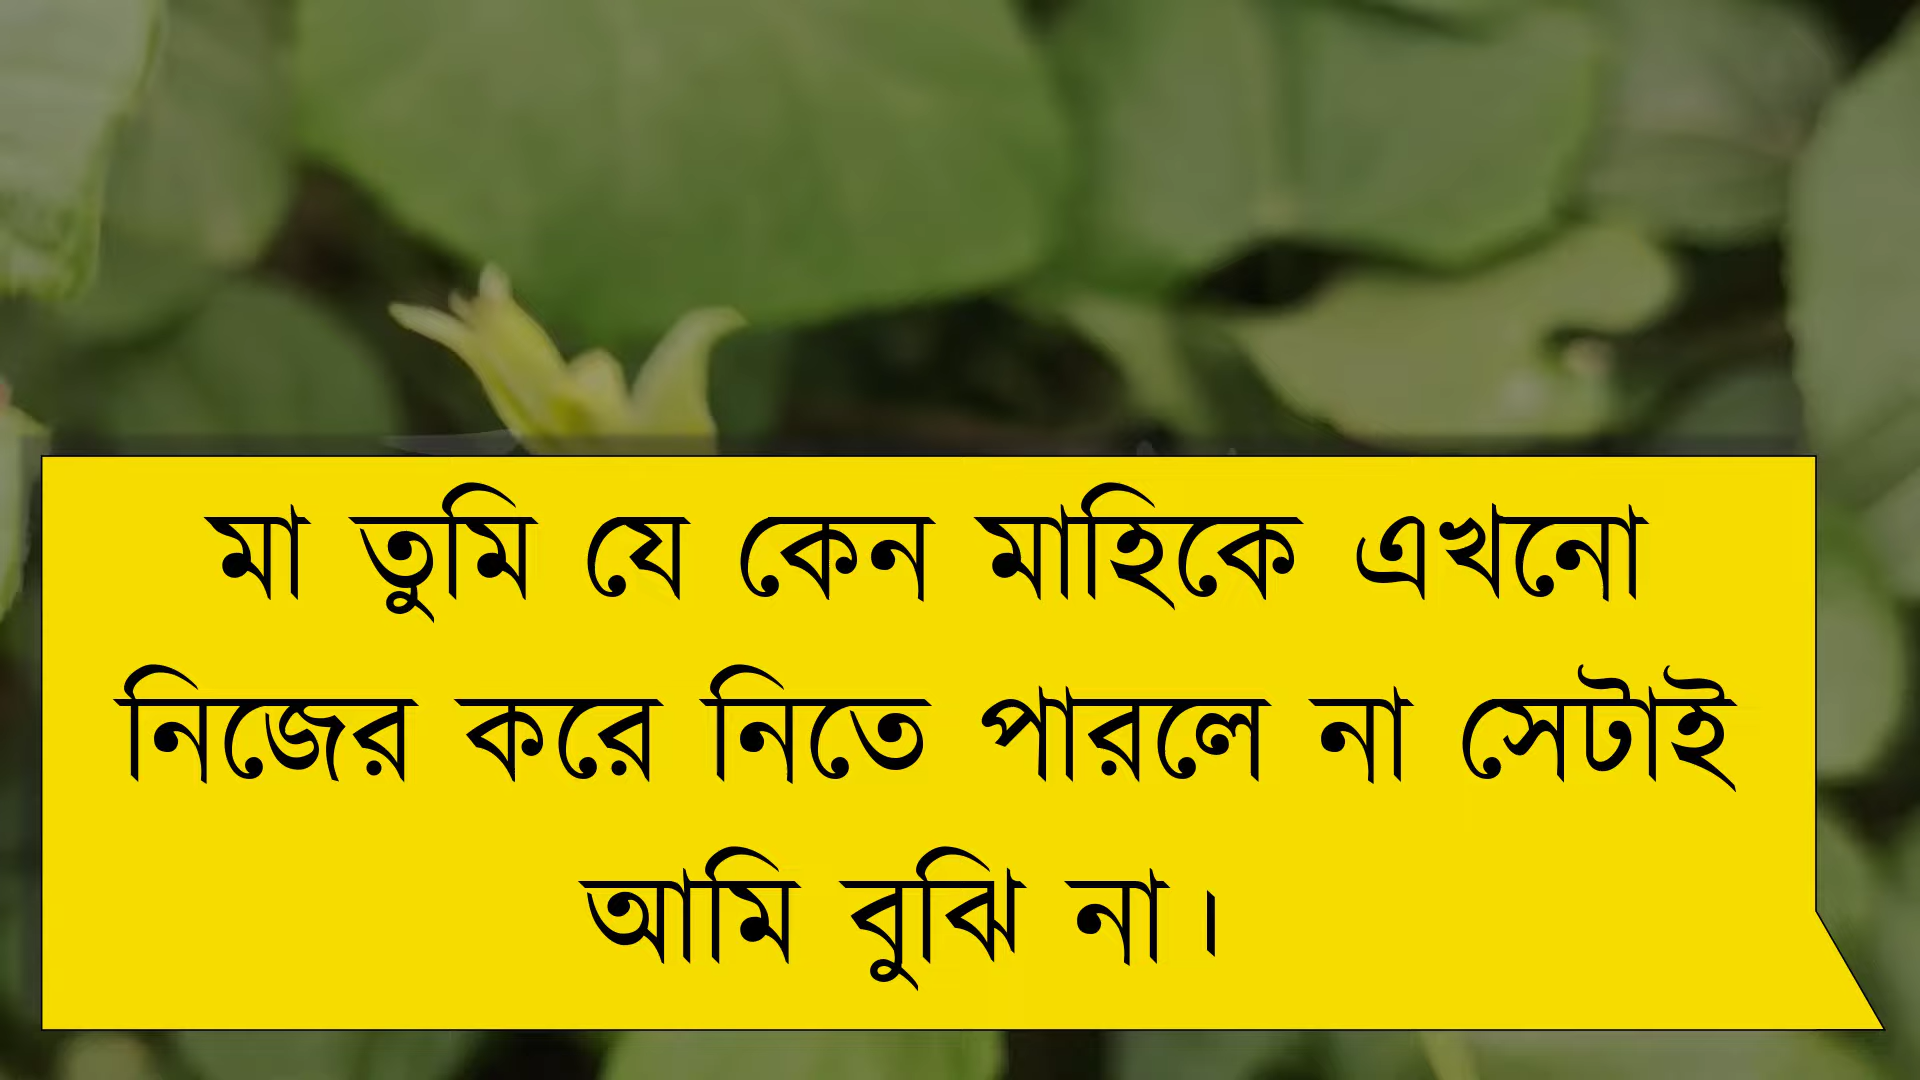 মা তুমি যে কেন মাহিকে এখনো
নিজের করে নিতে পারলে না সেটাই
আমি বুঝি না।